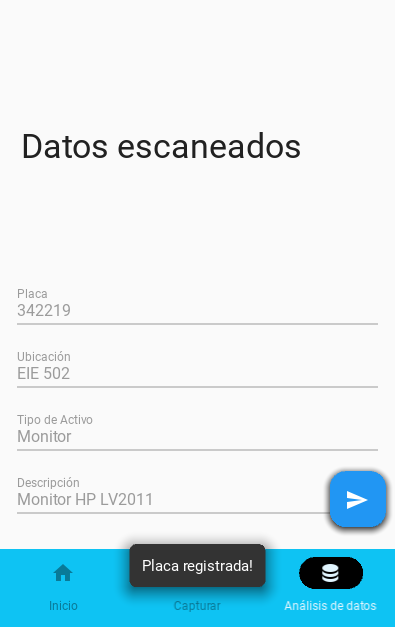 Datos escaneados
Placa
342219
Ubicación
EIE 502
Tipo de Activo
Monitor
Descripción
Monitor HP LV2011
Placa registrada!
Inicio
Capturar
Análisis de datos